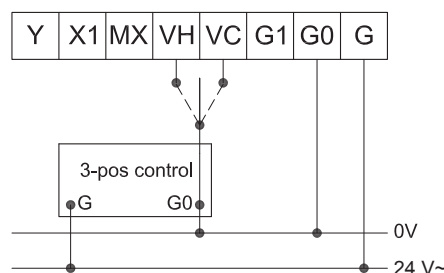 Y X1 MX VH VC G1 G0 G
3-pos control
G G0
0V
24 V~